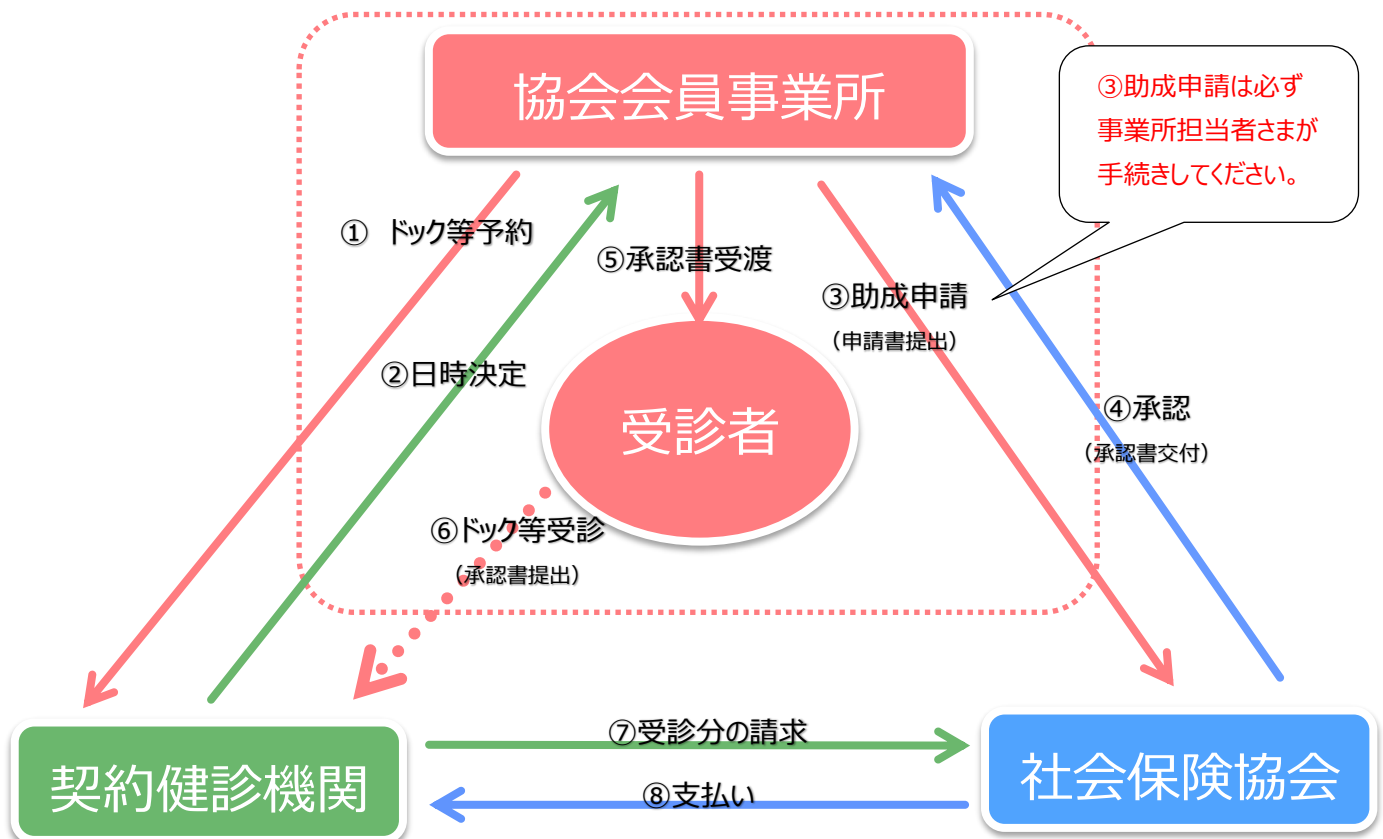 協会会員事業所
③助成申請は必ず
事業所担当者さまが
手続きしてください。
① ドック等予約
⑤承認書受渡
③助成申請
（申請書提出）
②日時決定
④承認
（承認書交付）
受診者
⑥ドック等受診
（承認書提出）
⑦受診分の請求
契約健診機関
社会保険協会
⑧支払い